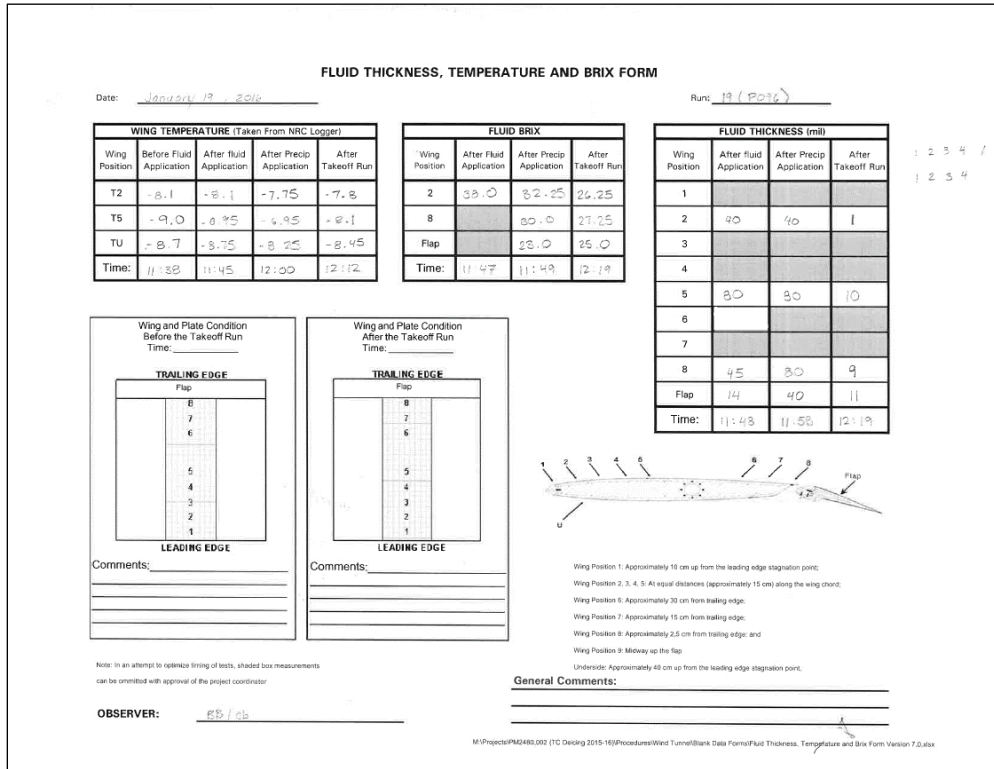 FLUID THICKNESS, TEMPERATURE AND BRIX FORM
Date: January 19, 2016 Run: 19 (P096)
WING TEMPERATURE (Taken From NRC Logger)
Wing Position Before Fluid Application After fluid Application After Precip Application After Takeoff Run
T2 -8.1 -8.1 -7.75 -7.8
T5 -9.0 -8.95 -6.95 -8.1
TU -8.7 -8.75 -8.25 -8.45
Time: 11:38 11:45 12:00 12:12
FLUID BRIX
Wing Position After Fluid Application After Precip Application After Takeoff Run
2 33.0 32.25 26.25
8 30.0 27.25
Flap 23.0 25.0
Time: 11:47 11:49 12:19
FLUID THICKNESS (mil)
Wing Position After fluid Application After Precip Application After Takeoff Run
1
2 40 1
3
4
5 80 80 10
6
7
8 45 30 9
Flap 14 40 11
Time: 11:43 11:58 12:19
1 2 3 4
1 2 3 4
Wing and Plate Condition
Before the Takeoff Run
Time:
TRAILING EDGE
Flap
8
7
6
5
4
3
2
1
LEADING EDGE
Comments:
Wing and Plate Condition
After the Takeoff Run
Time:
TRAILING EDGE
Flap
8
7
6
5
4
3
2
1
LEADING EDGE
Comments:
1 2 3 4 5 6 7 8 Flap
U
Wing Position 1: Approximately 10 cm up from the leading edge stagnation point;
Wing Position 2, 3, 4, 5: At equal distances (approximately 15 cm) along the wing chord;
Wing Position 6: Approximately 30 cm from trailing edge;
Wing Position 7: Approximately 15 cm from trailing edge;
Wing Position 8: Approximately 2,5 cm from trailing edge; and
Wing Position 9: Midway up the flap
Underside: Approximately 40 cm up from the leading edge stagnation point.
Note: In an attempt to optimize timing of tests, shaded box measurements
can be ommitted with approval of the project coordinator
General Comments:
OBSERVER: BB / cb
M:\Projects\PM2480.002 (TC Deicing 2015-16)\Procedures\Wind Tunnel\Blank Data Forms\Fluid Thickness, Temperature and Brix Form Version 7.0.xlsx